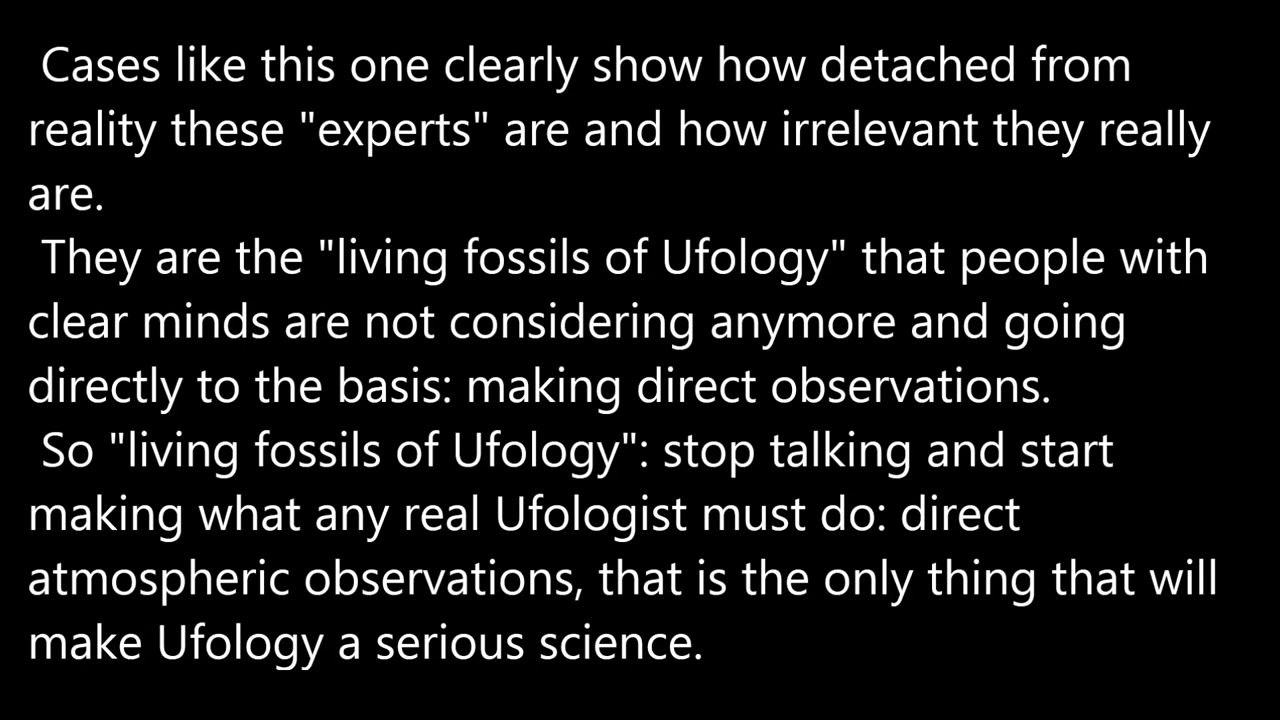 Cases like this one clearly show how detached from
reality these "experts" are and how irrelevant they really
are.
They are the "living fossils of Ufology" that people with
clear minds are not considering anymore and going
directly to the basis: making direct observations.
So "living fossils of Ufology": stop talking and start
making what any real Ufologist must do: direct
atmospheric observations, that is the only thing that will
make Ufology a serious science.